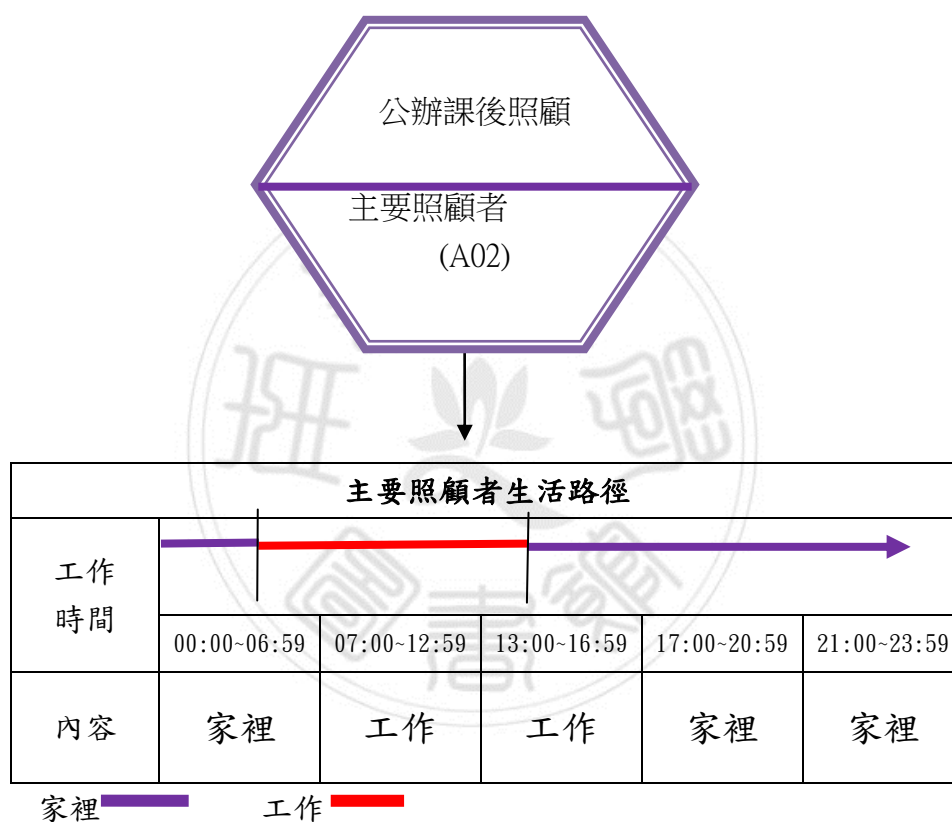 公辦課後照顧
主要照顧者
(A02)
主要照顧者生活路徑
工作
時間
00:00~06:59 07:00~12:59 13:00~16:59 17:00~20:59 21:00~23:59
內容 家裡 工作 工作 家裡 家裡
家裡 工作